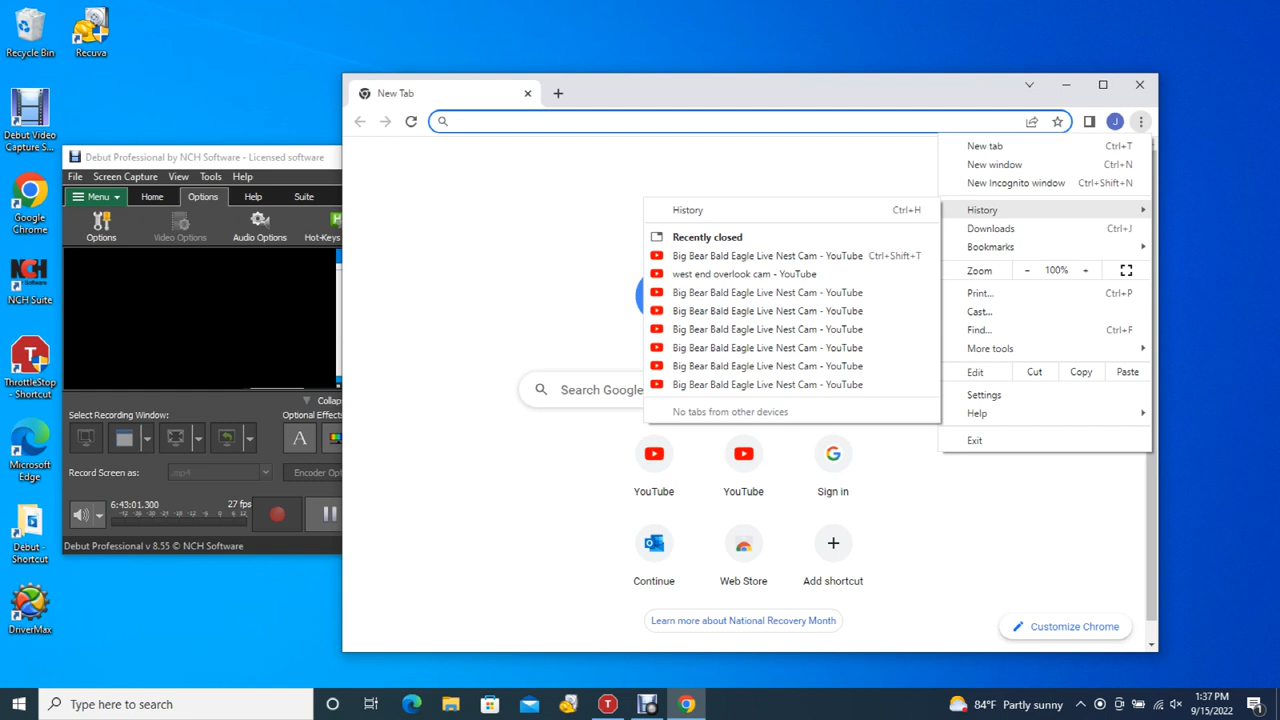 Recycle Bin
Recuva
Debut Video
Capture S...
Google
Chrome
NCH
NCH Suite
ThrottleStop
- Shortcut
Microsoft
Edge
Debut -
Shortcut
DriverMax
Debut Professional by NCH Software - Licensed software
File Screen Capture View Tools Help
Menu Home Options Help Suite
Options Video Options Audio Options Hot-Keys
Collaps
Select Recording Window: Optional Effects:
A
Record Screen as: .mp4 Encoder Opti
6:43:01.300 27 fps
Debut Professional v 8.55 © NCH Software
New Tab
J
New tab Ctrl+T
New window Ctrl+N
New Incognito window Ctrl+Shift+N
History
Downloads Ctrl+J
Bookmarks
Zoom - 100% +
Print... Ctrl+P
Cast...
Find... Ctrl+F
More tools
Edit Cut Copy Paste
Settings
Help
Exit
History Ctrl+H
Recently closed
Big Bear Bald Eagle Live Nest Cam - YouTube Ctrl+Shift+T
west end overlook cam - YouTube
Big Bear Bald Eagle Live Nest Cam - YouTube
Big Bear Bald Eagle Live Nest Cam - YouTube
Big Bear Bald Eagle Live Nest Cam - YouTube
Big Bear Bald Eagle Live Nest Cam - YouTube
Big Bear Bald Eagle Live Nest Cam - YouTube
Big Bear Bald Eagle Live Nest Cam - YouTube
No tabs from other devices
Search Google
YouTube YouTube Sign in
Continue Web Store Add shortcut
Learn more about National Recovery Month
Customize Chrome
Type here to search
84°F Partly sunny
1:37 PM
9/15/2022